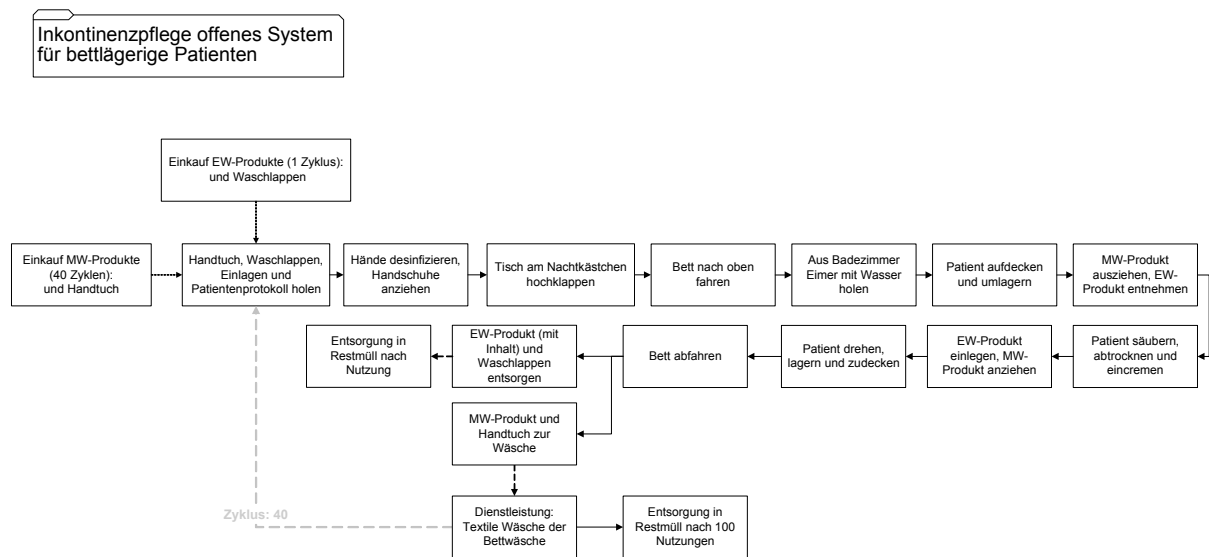 Inkontinenzpflege offenes System
für bettlägerige Patienten
Einkauf EW-Produkte (1 Zyklus):
und Waschlappen
Einkauf MW-Produkte
(40 Zyklen):
und Handtuch
Handtuch, Waschlappen,
Einlagen und
Patientenprotokoll holen
Hände desinfizieren,
Handschuhe
anziehen
Tisch am Nachtkästchen
hochklappen
Bett nach oben
fahren
Aus Badezimmer
Eimer mit Wasser
holen
Patient aufdecken
und umlagern
MW-Produkt
ausziehen, EW-
Produkt entnehmen
Patient säubern,
abtrocknen und
eincremen
EW-Produkt
einlegen, MW-
Produkt anziehen
Patient drehen,
lagern und zudecken
Bett abfahren
EW-Produkt (mit
Inhalt) und
Waschlappen
entsorgen
Entsorgung in
Restmüll nach
Nutzung
MW-Produkt und
Handtuch zur
Wäsche
Zyklus: 40
Dienstleistung:
Textile Wäsche der
Bettwäsche
Entsorgung in
Restmüll nach 100
Nutzungen